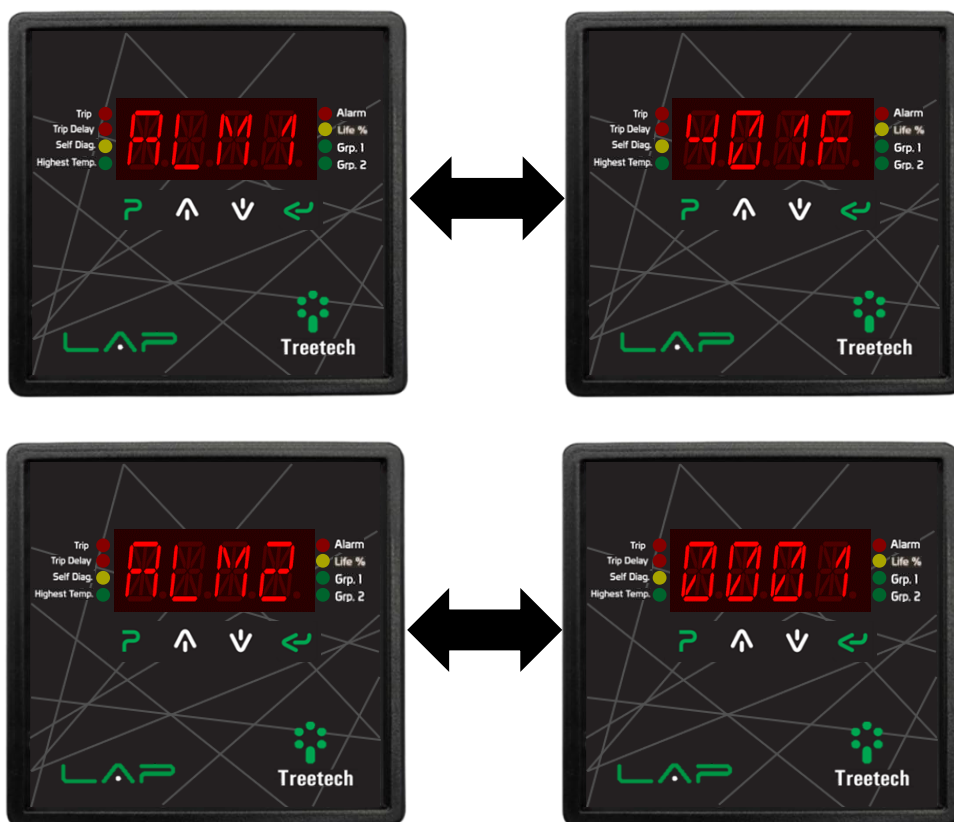 Trip
Trip Delay
Self Diag.
Highest Temp.
ALM1
Alarm
Life %
Grp. 1
Grp. 2
P
LAP
Treetech
Trip
Trip Delay
Self Diag.
Highest Temp.
401F
Alarm
Life %
Grp. 1
Grp. 2
P
LAP
Treetech
Trip
Trip Delay
Self Diag.
Highest Temp.
ALM2
Alarm
Life %
Grp. 1
Grp. 2
P
LAP
Treetech
Trip
Trip Delay
Self Diag.
Highest Temp.
0001
Alarm
Life %
Grp. 1
Grp. 2
P
LAP
Treetech